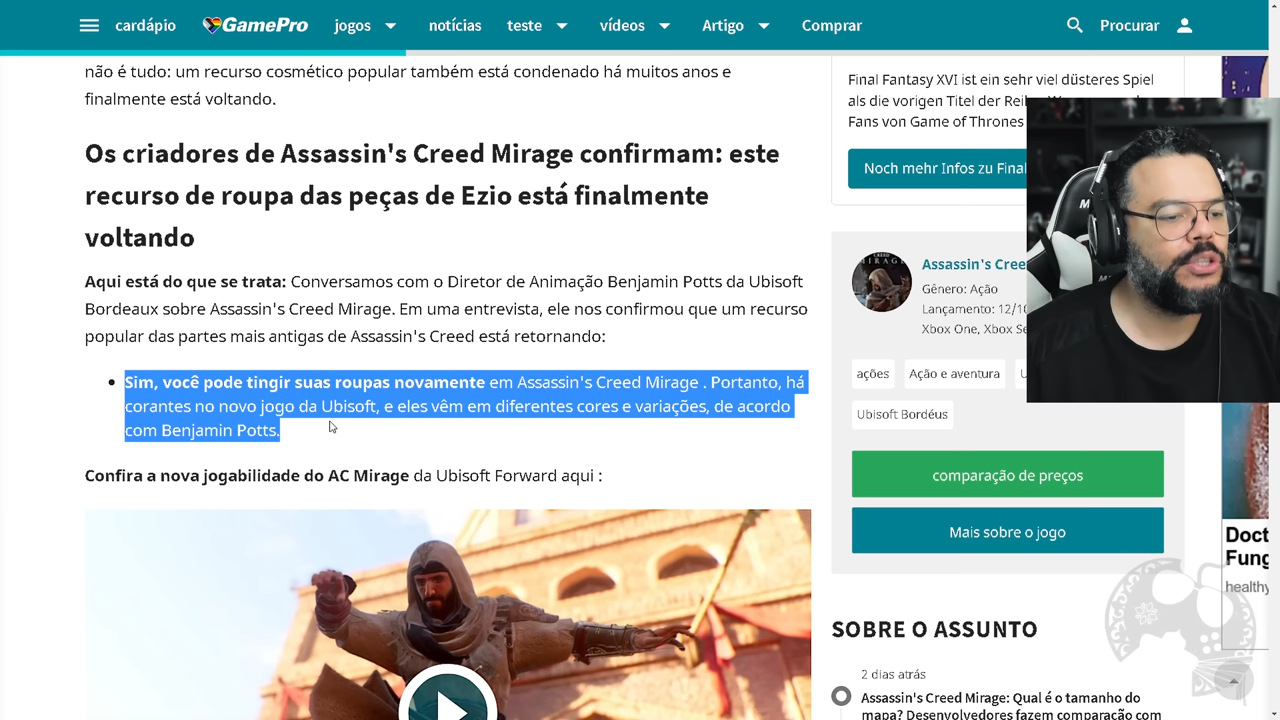 cardápio
GamePro
jogos
notícias
teste
vídeos
Artigo
Comprar
Procurar
não é tudo: um recurso cosmético popular também está condenado há muitos anos e
finalmente está voltando.
Os criadores de Assassin's Creed Mirage confirmam: este
recurso de roupa das peças de Ezio está finalmente
voltando
Aqui está do que se trata: Conversamos com o Diretor de Animação Benjamin Potts da Ubisoft
Bordeaux sobre Assassin's Creed Mirage. Em uma entrevista, ele nos confirmou que um recurso
popular das partes mais antigas de Assassin's Creed está retornando:
Sim, você pode tingir suas roupas novamente em Assassin's Creed Mirage . Portanto, há
corantes no novo jogo da Ubisoft, e eles vêm em diferentes cores e variações, de acordo
com Benjamin Potts.
Confira a nova jogabilidade do AC Mirage da Ubisoft Forward aqui :
Final Fantasy XVI ist ein sehr viel düsteres Spiel
als die vorigen Titel der
Fans von Game of Thrones
Noch mehr Infos zu
MIRAGE
Assassin's
Gênero: Ação
Lançamento:
Xbox One, Xbox
ações
Ação e aventura
Ubisoft Bordéus
comparação de preços
Mais sobre o jogo
SOBRE O ASSUNTO
2 dias atrás
Assassin's Creed Mirage: Qual é o tamanho do
mapa? Desenvolvedores fazem comparação com
healthy